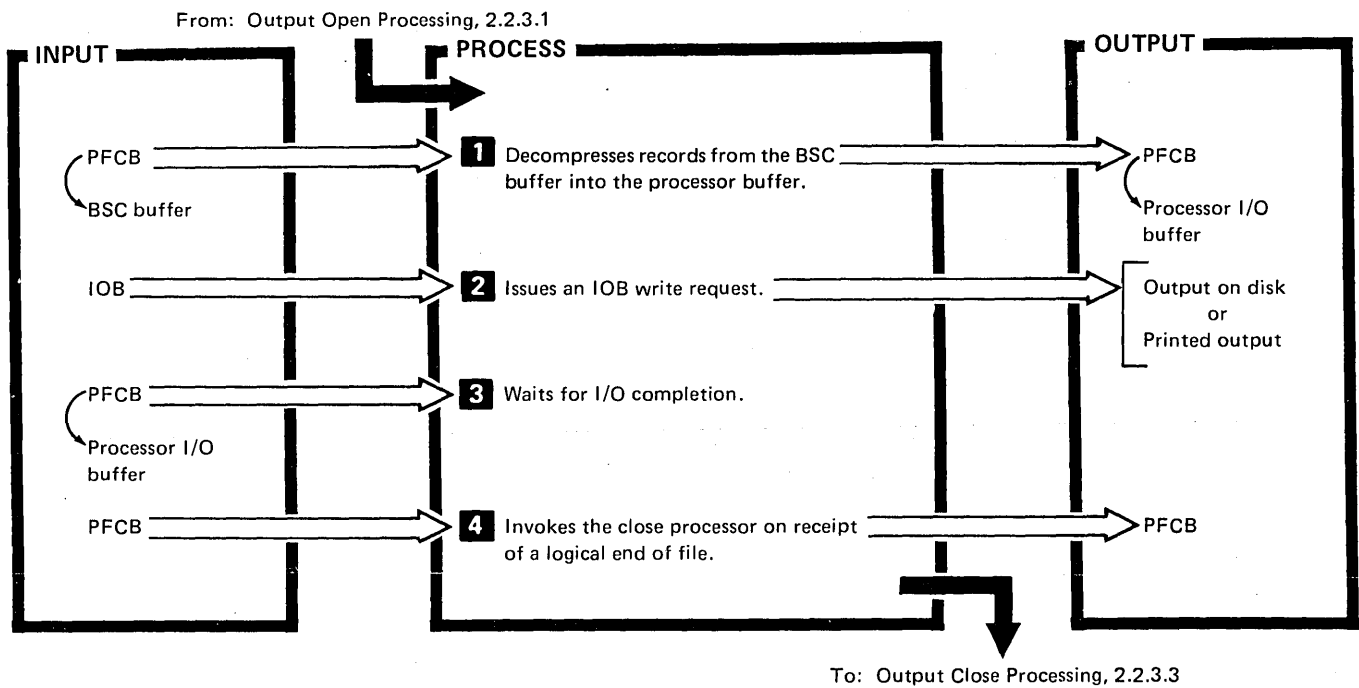 From: Output Open Processing, 2.2.3.1
INPUT
PROCESS
OUTPUT
PFCB
BSC buffer
1 Decompresses records from the BSC
buffer into the processor buffer.
PFCB
Processor I/O
buffer
IOB
2 Issues an IOB write request.
Output on disk
or
Printed output
PFCB
Processor I/O
buffer
3 Waits for I/O completion.
PFCB
4 Invokes the close processor on receipt
of a logical end of file.
PFCB
To: Output Close Processing, 2.2.3.3